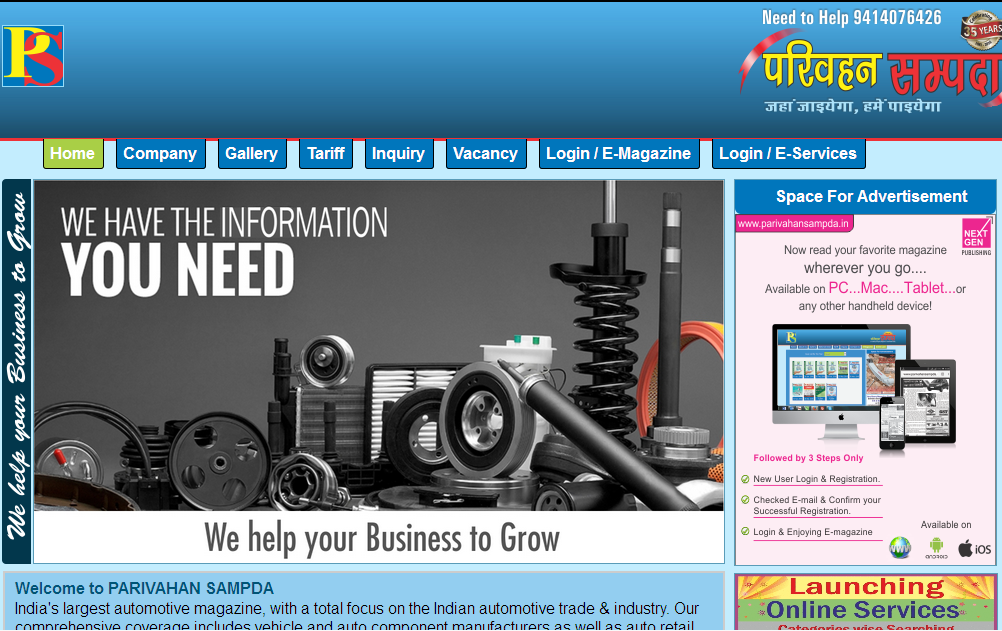 PS
Need to Help 9414076426
35 YEARS
परिवहन सम्पदा
जहां जाइयेगा, हमें पाइयेगा
Home
Company
Gallery
Tariff
Inquiry
Vacancy
Login / E-Magazine
Login / E-Services
We help your Business to Grow
WE HAVE THE INFORMATION
YOU NEED
We help your Business to Grow
Space For Advertisement
www.parivahansampda.in
NEXT
GEN
PUBLISHING
Now read your favorite magazine
wherever you go....
Available on PC...Mac....Tablet...or
any other handheld device!
Followed by 3 Steps Only
New User Login & Registration.
Checked E-mail & Confirm your
Successful Registration.
Login & Enjoying E-magazine
Available on
www
ANDROID
iOS
Welcome to PARIVAHAN SAMPDA
India's largest automotive magazine, with a total focus on the Indian automotive trade & industry. Our
comprehensive coverage includes vehicle and auto component manufacturers as well as auto retail
Launching
Online Services
Categories wise Searching